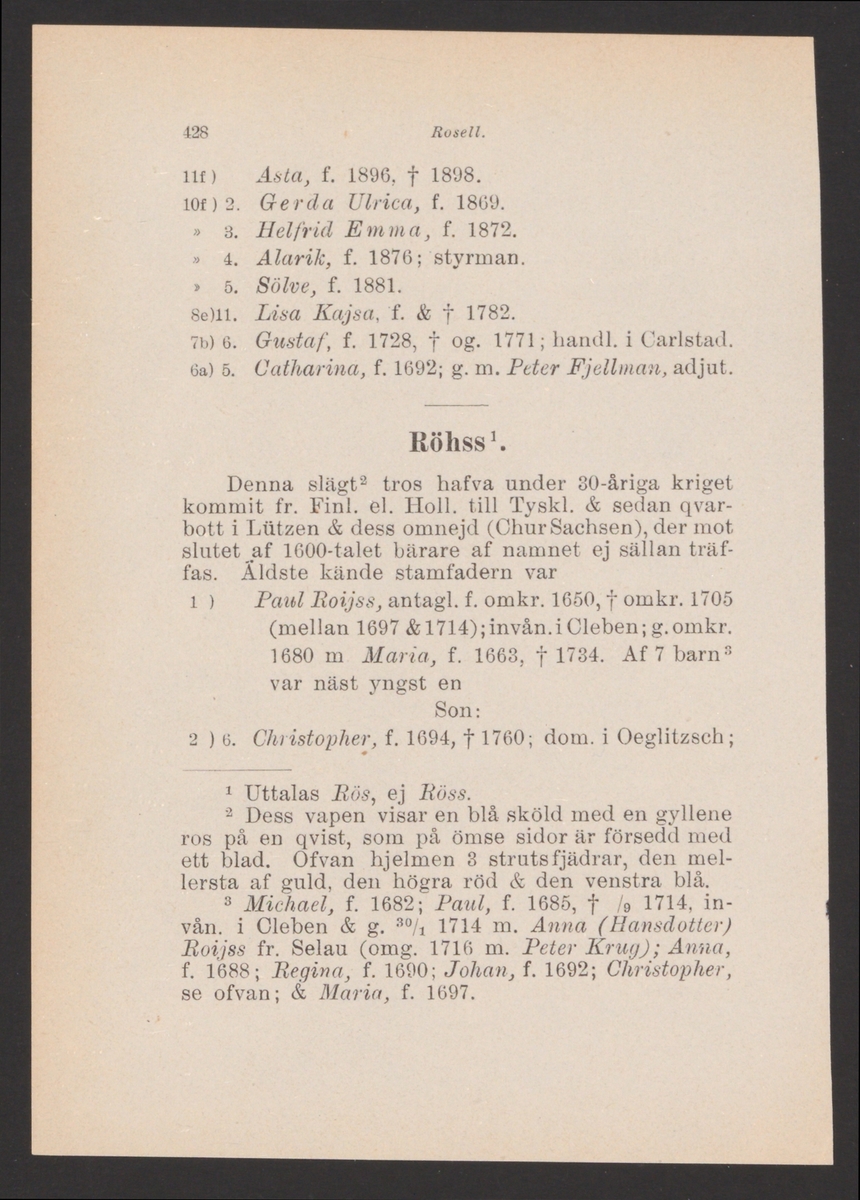 428 Rosell.
11f) Asta, f. 1896, † 1898.
10f) 2. Gerda Ulrica, f. 1869.
» 3. Helfrid Emma, f. 1872.
» 4. Alarik, f. 1876; styrman.
» 5. Sölve, f. 1881.
8e)11. Lisa Kajsa, f. & † 1782.
7b) 6. Gustaf, f. 1728, † og. 1771; handl. i Carlstad.
6a) 5. Catharina, f. 1692; g. m. Peter Fjellman, adjut.
Röhss¹.
Denna slägt² tros hafva under 30-åriga kriget
kommit fr. Finl. el. Holl. till Tyskl. & sedan qvar-
bott i Lützen & dess omnejd (ChurSachsen), der mot
slutet af 1600-talet bärare af namnet ej sällan träf-
fas. Äldste kände stamfadern var
1 ) Paul Roijss, antagl. f. omkr. 1650, † omkr. 1705
(mellan 1697 & 1714); invån. i Cleben; g. omkr.
1680 m Maria, f. 1663, † 1734. Af 7 barn³
var näst yngst en
Son:
2 ) 6. Christopher, f. 1694, † 1760; dom. i Oeglitzsch;
¹ Uttalas Rös, ej Röss.
² Dess vapen visar en blå sköld med en gyllene
ros på en qvist, som på ömse sidor är försedd med
ett blad. Ofvan hjelmen 3 strutsfjädrar, den mel-
lersta af guld, den högra röd & den venstra blå.
³ Michael, f. 1682; Paul, f. 1685, † /9 1714, in-
vån. i Cleben & g. ³⁰/₁ 1714 m. Anna (Hansdotter)
Roijss fr. Selau (omg. 1716 m. Peter Krug); Anna,
f. 1688; Regina, f. 1690; Johan, f. 1692; Christopher,
se ofvan; & Maria, f. 1697.